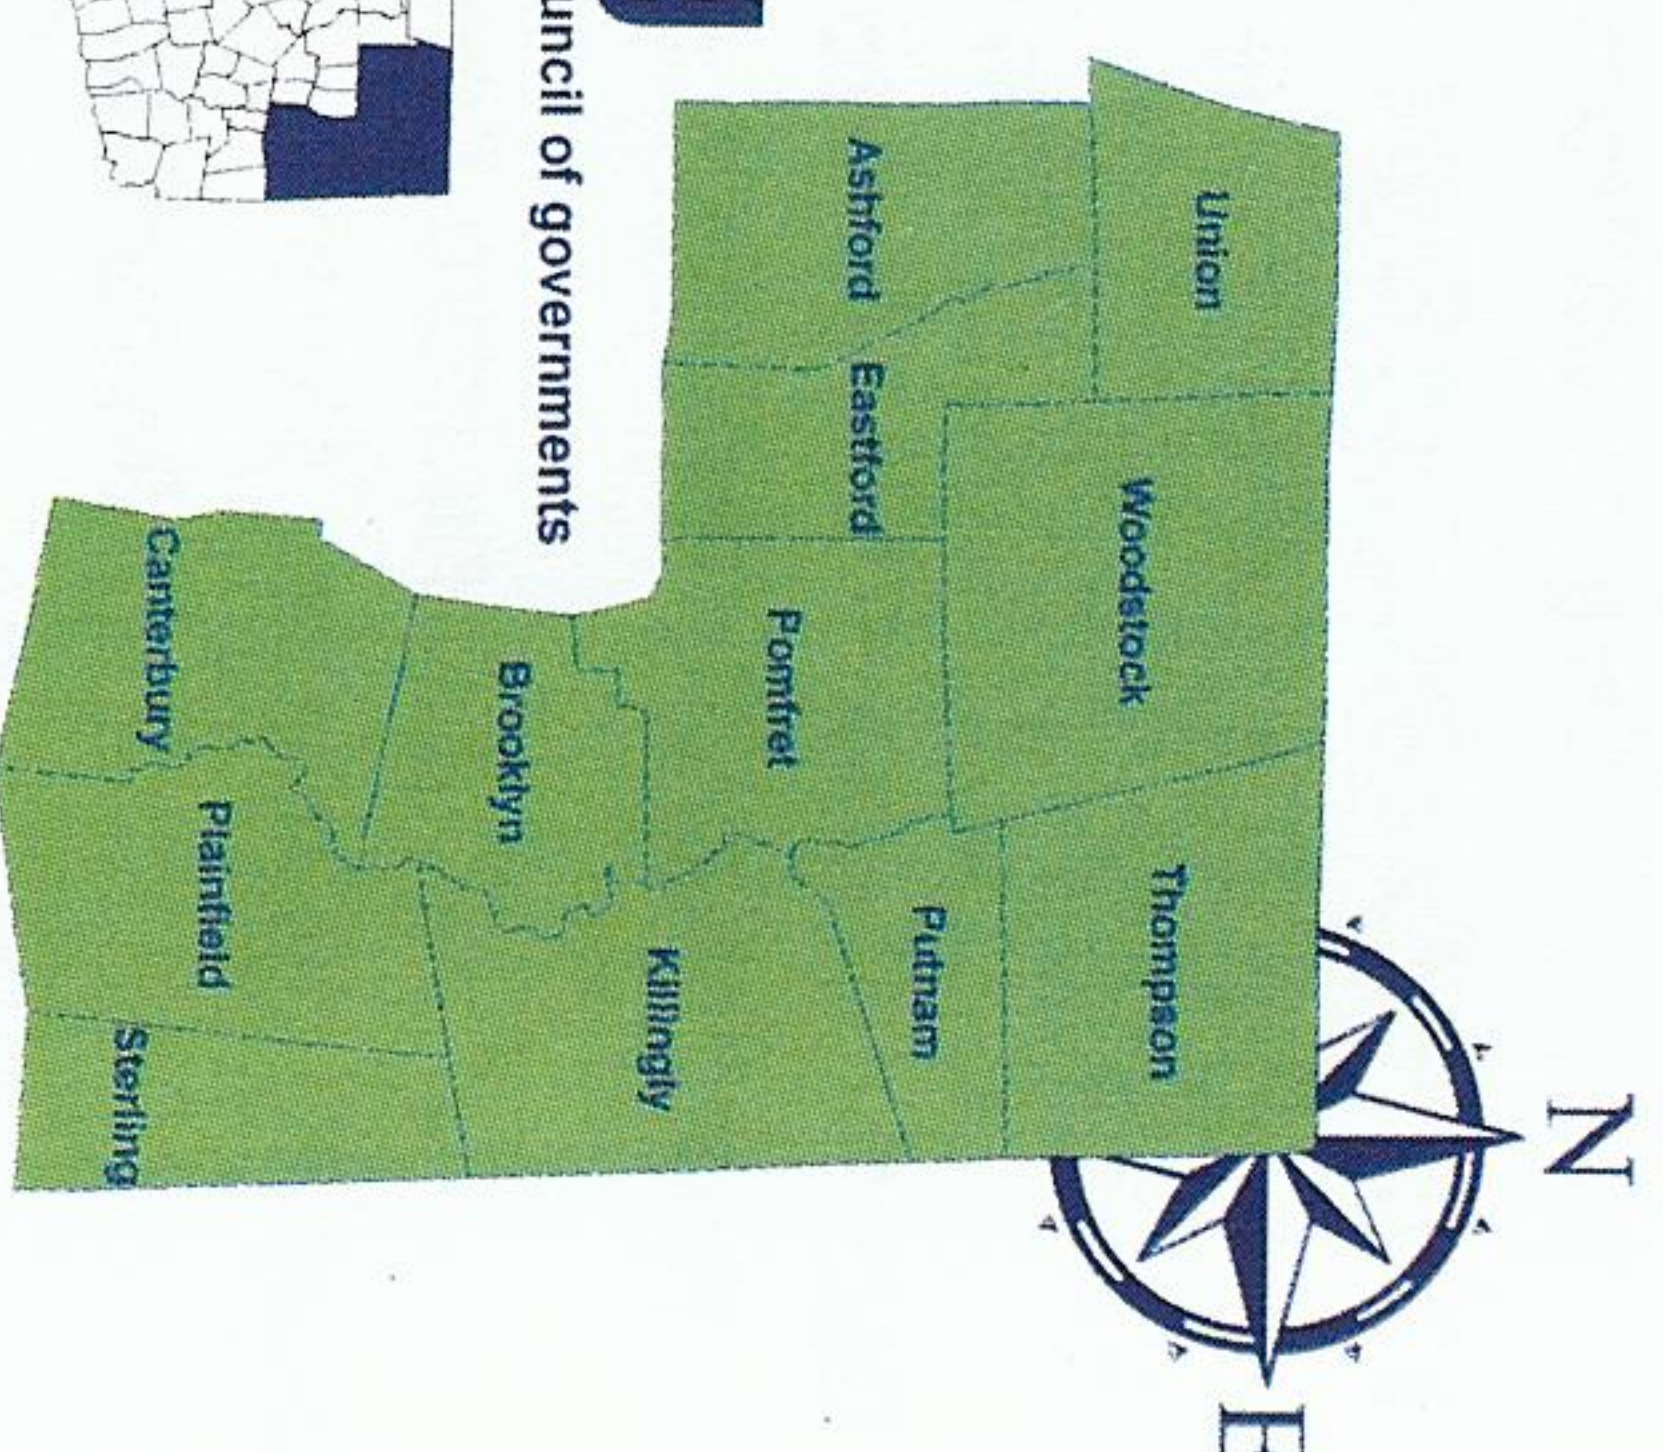 N
E
Union
Woodstock
Thompson
Ashford
Eastford
Pomfret
Putnam
Killingly
Brooklyn
Canterbury
Plainfield
Sterling
uncil of governments